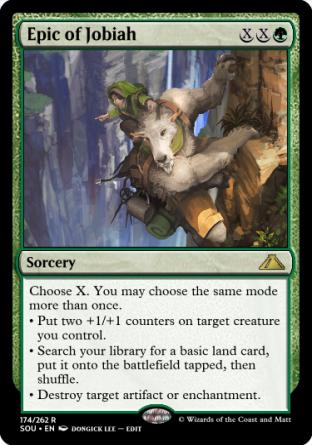 Epic of Jobiah XXG
Sorcery
Choose X. You may choose the same mode
more than once.
• Put two +1/+1 counters on target creature
you control.
• Search your library for a basic land card,
put it onto the battlefield tapped, then
shuffle.
• Destroy target artifact or enchantment.
174/262 R
SOU • EN DONGICK LEE — EDIT
© Wizards of the Coast and Matt